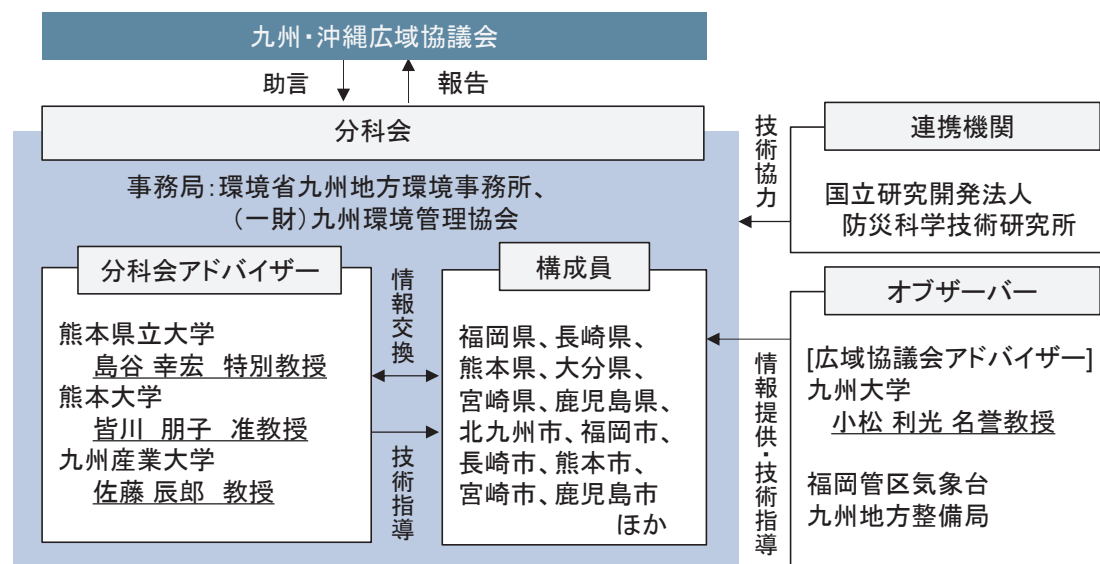 九州・沖縄広域協議会
助言
報告
分科会
事務局：環境省九州地方環境事務所、
（一財）九州環境管理協会
分科会アドバイザー
熊本県立大学
島谷 幸宏 特別教授
熊本大学
皆川 朋子 准教授
九州産業大学
佐藤 辰郎 教授
情報交換
技術指導
構成員
福岡県、長崎県、
熊本県、大分県、
宮崎県、鹿児島県、
北九州市、福岡市、
長崎市、熊本市、
宮崎市、鹿児島市
ほか
技術協力
連携機関
国立研究開発法人
防災科学技術研究所
情報提供・技術指導
オブザーバー
[広域協議会アドバイザー]
九州大学
小松 利光 名誉教授
福岡管区気象台
九州地方整備局